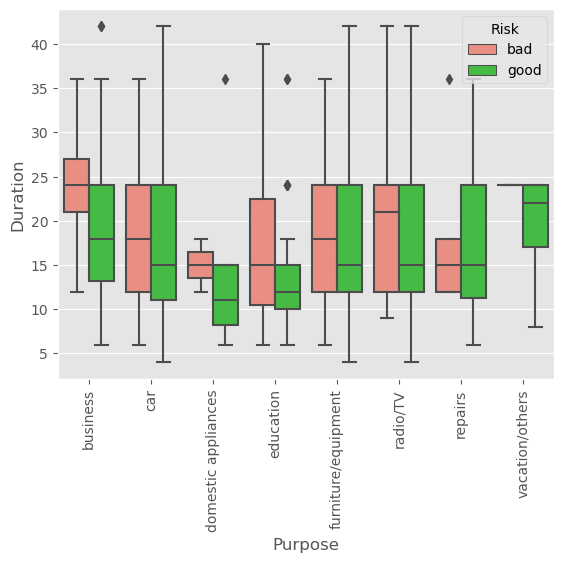 Risk
bad
good
40
35
30
25
20
15
10
5
Duration
business
car
domestic appliances
education
furniture/equipment
radio/TV
repairs
vacation/others
Purpose